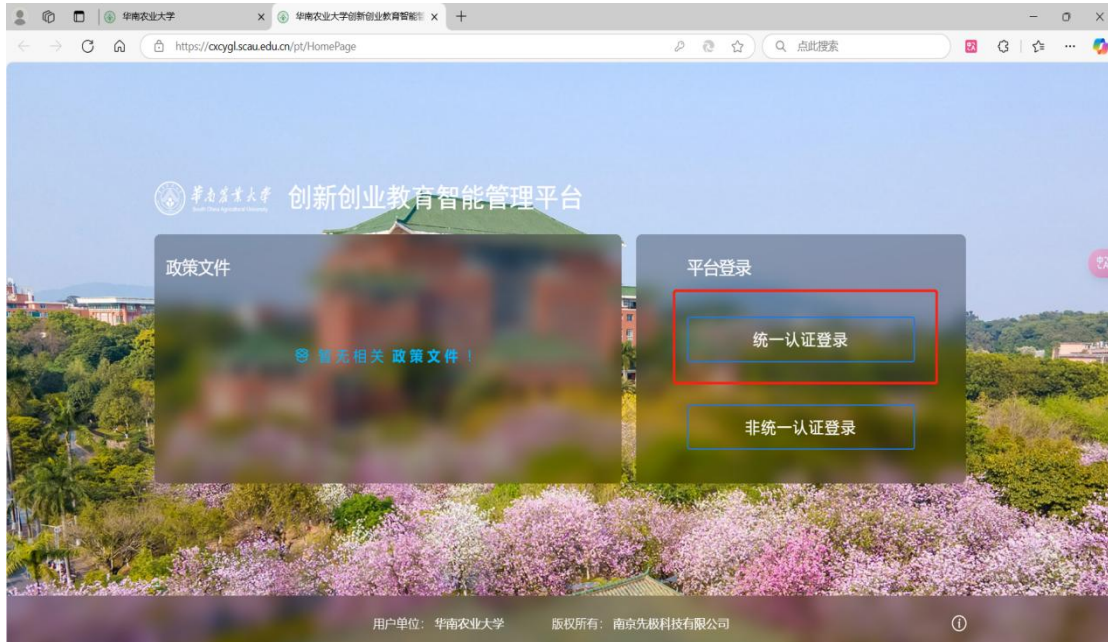 华南农业大学
华南农业大学创新创业教育智能管
https://cxcygl.scau.edu.cn/pt/HomePage
点此搜索
华南农业大学 创新创业教育智能管理平台
South China Agricultural University
政策文件
平台登录
统一认证登录
暂无相关 政策文件！
非统一认证登录
用户单位： 华南农业大学 版权所有： 南京先极科技有限公司